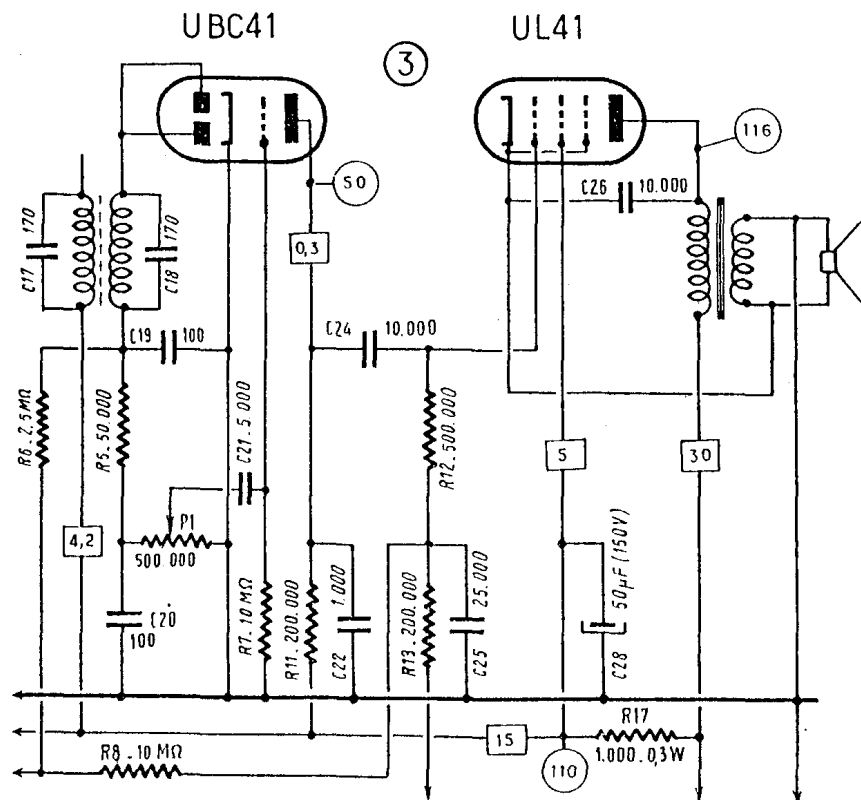 UBC41
UL41
3
116
50
C26
10.000
170
C17
170
C18
0,3
C24
10.000
C19
100
R6.2,5MΩ
R5.50.000
C21.5.000
R12.500.000
5
30
P1
500.000
4,2
50µF(150V)
C28
C20
100
R7.10MΩ
R11.200.000
1.000
C22
R13.200.000
25.000
C25
R17
1.000.0,3W
15
110
R8.10MΩ